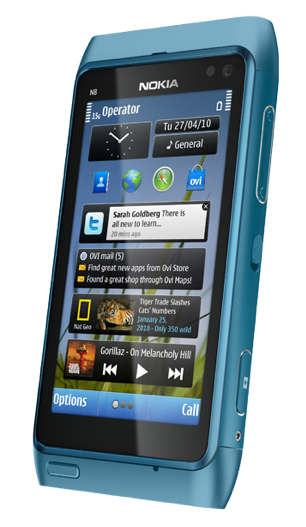 NOKIA
N8
3.5G Operator
Tu 27/04/10
General
ovi
Sarah Goldberg There is
all new to learn...
20 mins ago
OVI mail (5)
Find great new apps from Ovi Store
Found a great shop through Ovi Maps!
Nat Geo
Tiger Trade Slashes
Cats' Numbers
January 25.
2010 - Only 350 wild
Gorillaz - On Melancholy Hill
Options
Call